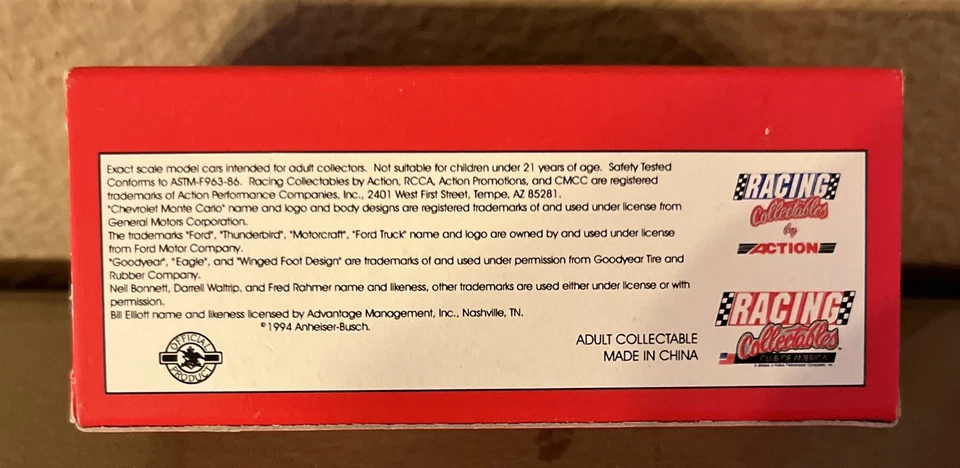 Exact scale model cars intended for adult collectors. Not suitable for children under 21 years of age. Safety Tested
Conforms to ASTM-F963-86. Racing Collectables by Action, RCCA, Action Promotions, and CMCC are registered
trademarks of Action Performance Companies, Inc., 2401 West First Street, Tempe, AZ 85281.
"Chevrolet Monte Carlo" name and logo and body designs are registered trademarks of and used under license from
General Motors Corporation.
The trademarks "Ford", "Thunderbird", "Motorcraft", "Ford Truck" name and logo are owned by and used under license
from Ford Motor Company.
"Goodyear", "Eagle", and "Winged Foot Design" are trademarks of and used under permission from Goodyear Tire and
Rubber Company.
Neil Bonnett, Darrell Waltrip, and Fred Rahmer name and likeness, other trademarks are used either under license or with
permission.
Bill Elliott name and likeness licensed by Advantage Management, Inc., Nashville, TN.
©1994 Anheiser-Busch.
OFFICIAL
PRODUCT
ADULT COLLECTABLE
MADE IN CHINA
RACING
Collectables
by
ACTION
RACING
Collectables
CLUB OF AMERICA